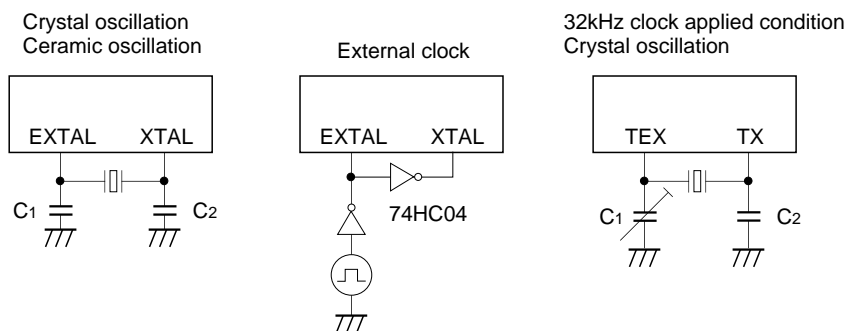 Crystal oscillation
Ceramic oscillation
EXTAL XTAL
C1 C2
External clock
EXTAL XTAL
74HC04
32kHz clock applied condition
Crystal oscillation
TEX TX
C1 C2